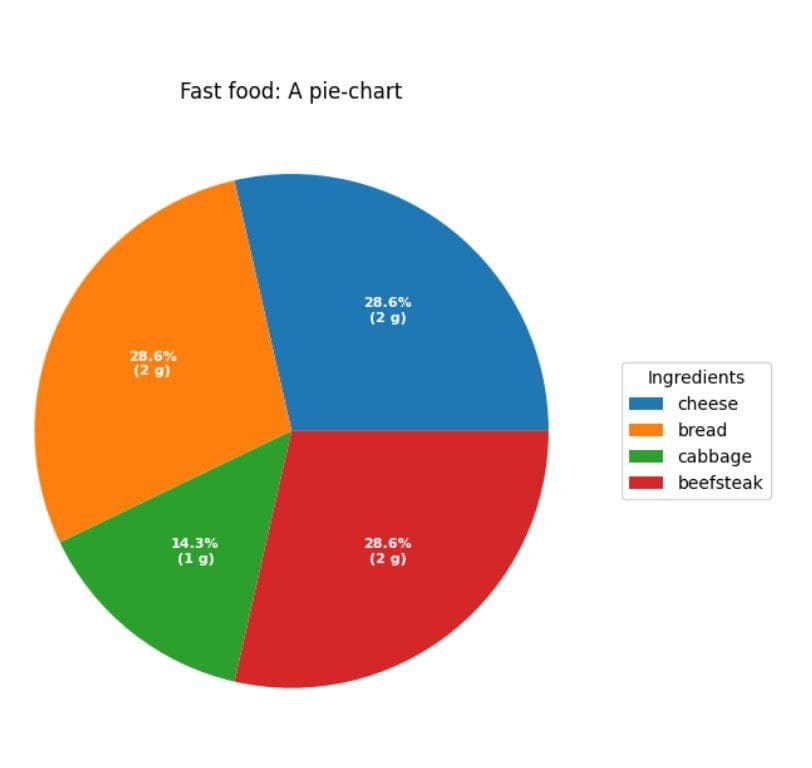 Fast food: A pie-chart
28.6%
(2 g)
28.6%
(2 g)
14.3%
(1 g)
28.6%
(2 g)
Ingredients
cheese
bread
cabbage
beefsteak